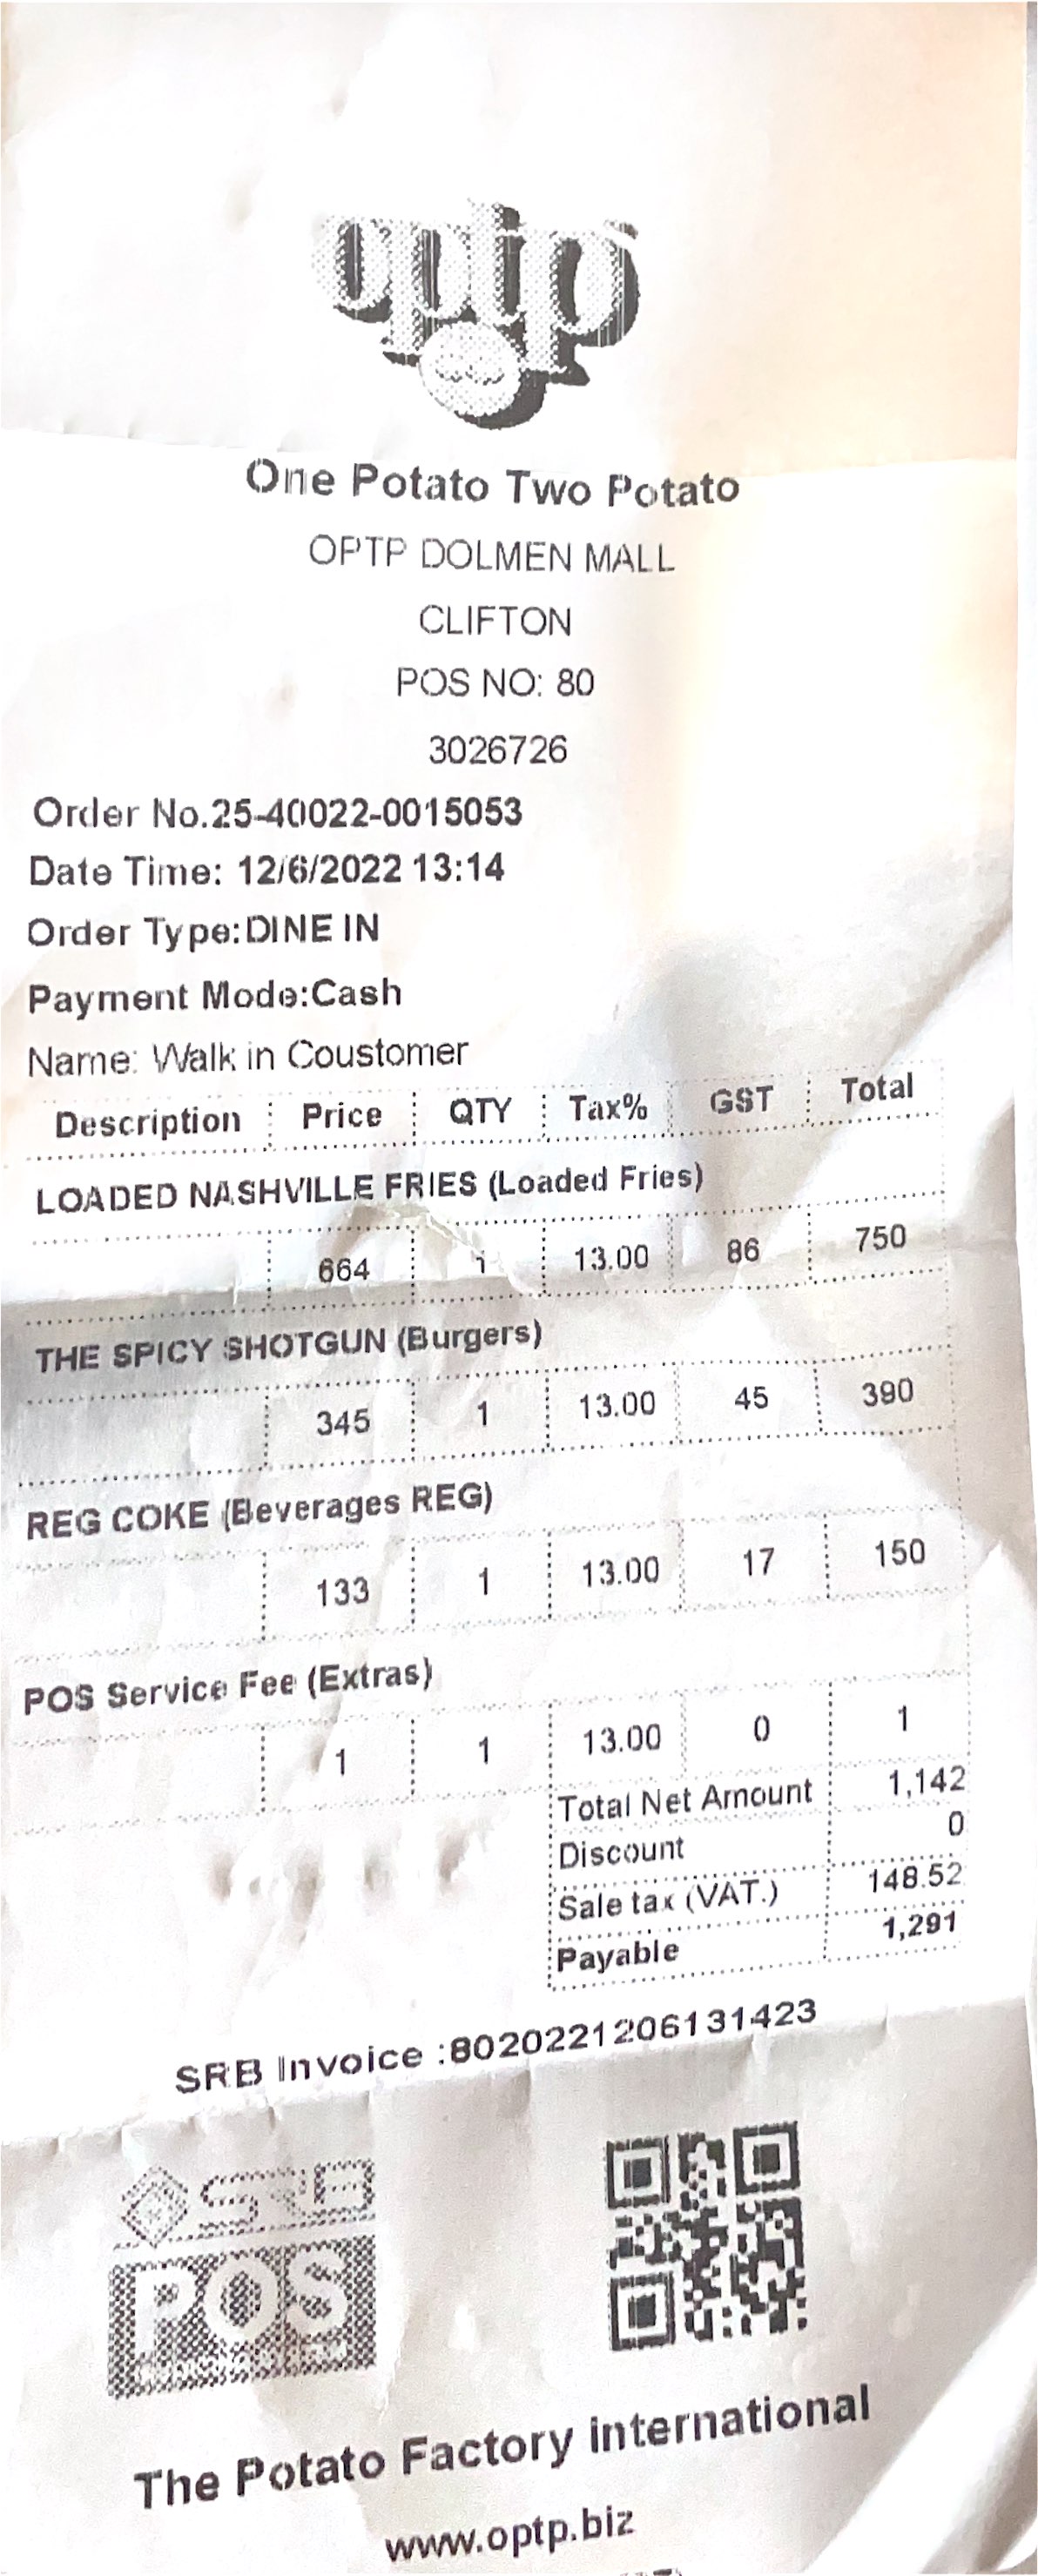 optp
One Potato Two Potato
OPTP DOLMEN MALL
CLIFTON
POS NO: 80
3026726
Order No.25-40022-0015053
Date Time: 12/6/2022 13:14
Order Type:DINE IN
Payment Mode:Cash
Name: Walk in Coustomer
Description Price QTY Tax% GST Total
LOADED NASHVILLE FRIES (Loaded Fries)
664 1 13.00 86 750
THE SPICY SHOTGUN (Burgers)
345 1 13.00 45 390
REG COKE (Beverages REG)
133 1 13.00 17 150
POS Service Fee (Extras)
1 1 13.00 0 1
Total Net Amount 1,142
Discount 0
Sale tax (VAT.) 148.52
Payable 1,291
SRB Invoice :8020221206131423
SRB
POS
The Potato Factory international
www.optp.biz